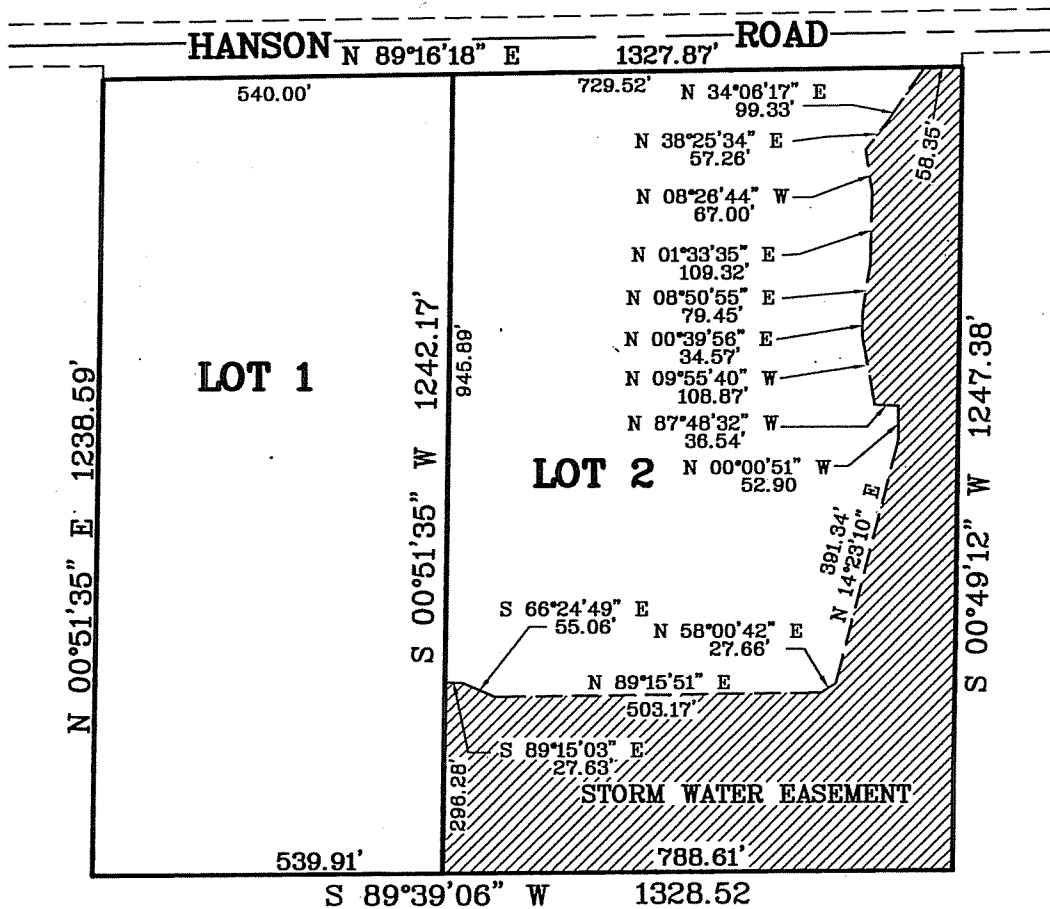 HANSON ROAD
N 89°16'18" E 1327.87'
540.00'
729.52'
N 34°06'17" E
99.33'
58.35'
N 38°25'34" E
57.26'
N 08°26'44" W
67.00'
N 01°33'35" E
109.32'
N 08°50'55" E
79.45'
N 00°39'56" E
34.57'
N 09°55'40" W
108.87'
N 87°48'32" W
36.54'
N 00°00'51" W
52.90
LOT 1
LOT 2
N 00°51'35" E 1238.59'
S 00°51'35" W 1242.17'
945.89'
S 00°49'12" W 1247.38'
391.34'
N 14°23'10" E
S 66°24'49" E
55.06'
N 58°00'42" E
27.66'
N 89°15'51" E
503.17'
S 89°15'03" E
27.63'
296.28'
STORM WATER EASEMENT
539.91'
788.61'
S 89°39'06" W 1328.52